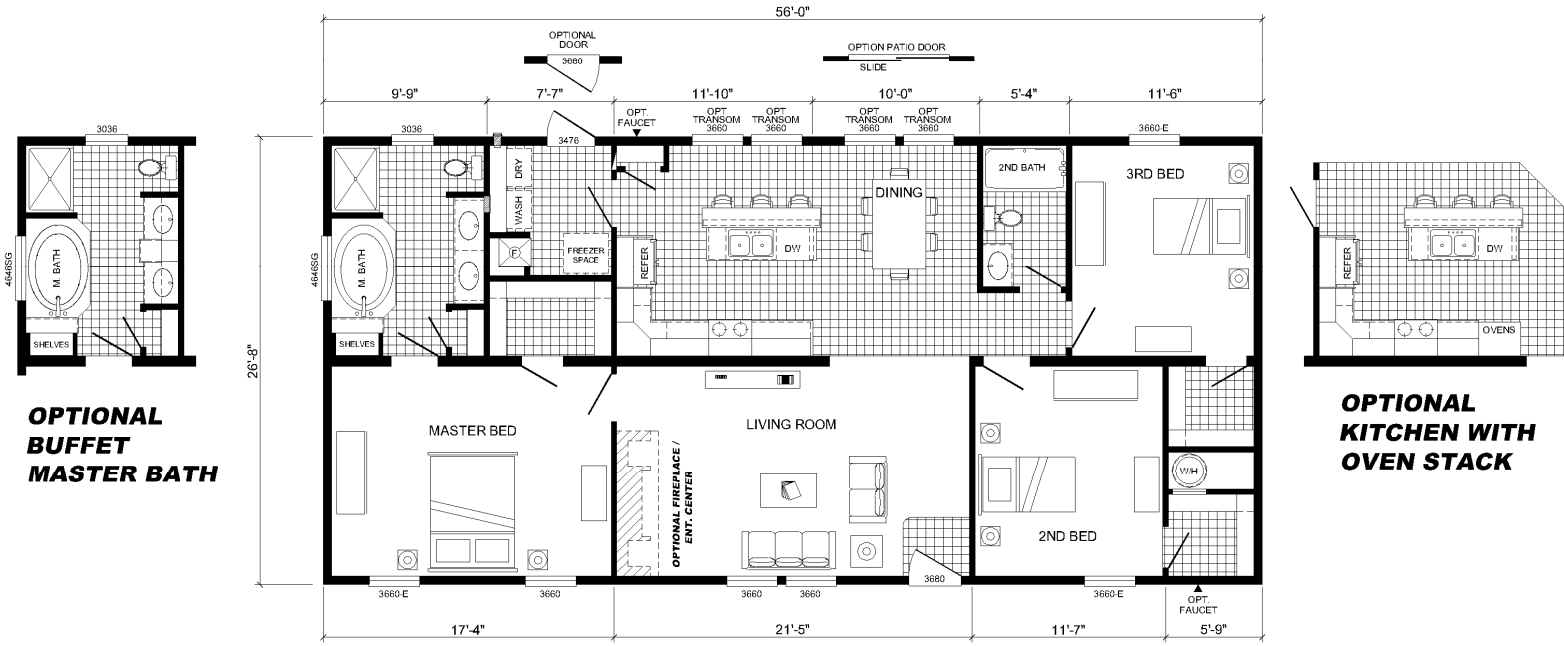 56'-0"
OPTIONAL
DOOR
3680
OPTION PATIO DOOR
SLIDE
9'-9"
7'-7"
11'-10"
10'-0"
5'-4"
11'-6"
OPT.
FAUCET
OPT
TRANSOM
3660
OPT
TRANSOM
3660
OPT
TRANSOM
3660
OPT
TRANSOM
3660
3036
3036
3476
3660-E
DRY
WASH
F
FREEZER
SPACE
2ND BATH
3RD BED
DINING
4646SG
M. BATH
4646SG
M. BATH
REFER
DW
REFER
DW
SHELVES
SHELVES
OVENS
26'-8"
OPTIONAL
BUFFET
MASTER BATH
OPTIONAL
KITCHEN WITH
OVEN STACK
MASTER BED
LIVING ROOM
OPTIONAL FIREPLACE /
ENT. CENTER
W/H
2ND BED
3680
3660-E
3660
3660
3660
3660-E
OPT.
FAUCET
17'-4"
21'-5"
11'-7"
5'-9"